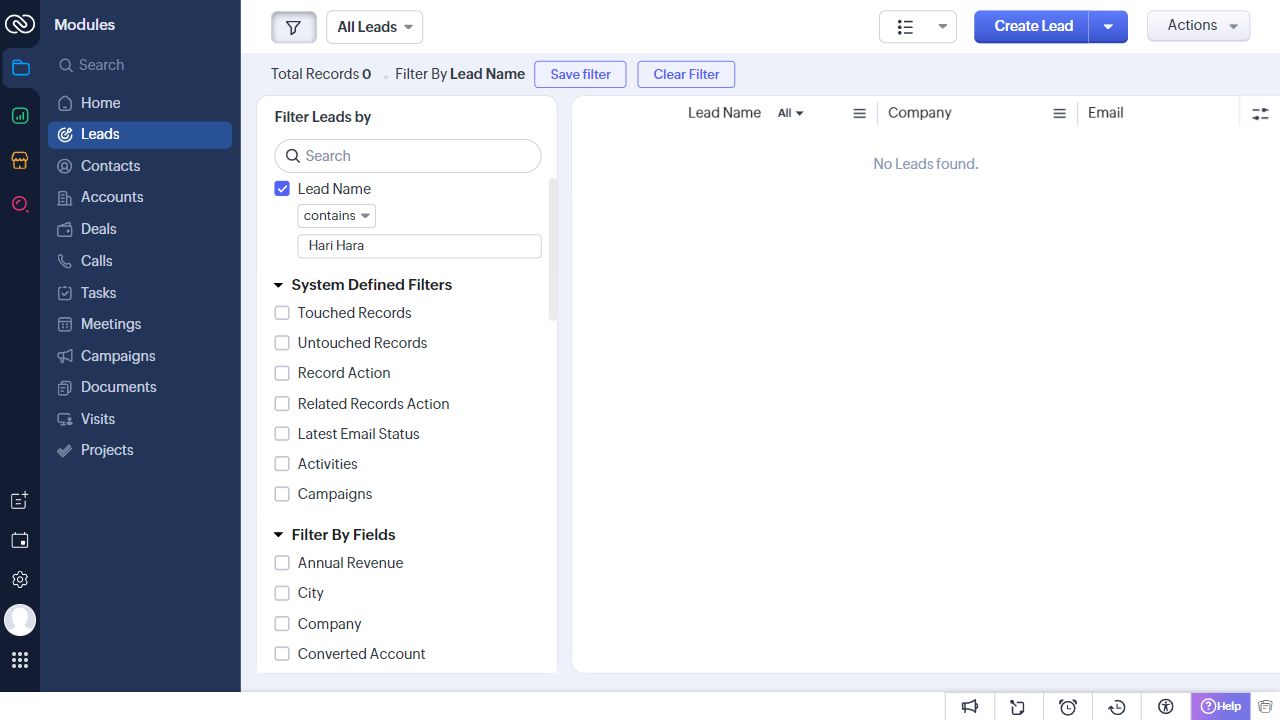 Modules
Search
Home
Leads
Contacts
Accounts
Deals
Calls
Tasks
Meetings
Campaigns
Documents
Visits
Projects
All Leads
Create Lead
Actions
Total Records 0 . Filter By Lead Name
Save filter
Clear Filter
Filter Leads by
Search
Lead Name
contains
Hari Hara
System Defined Filters
Touched Records
Untouched Records
Record Action
Related Records Action
Latest Email Status
Activities
Campaigns
Filter By Fields
Annual Revenue
City
Company
Converted Account
Lead Name All Company Email
No Leads found.
Help